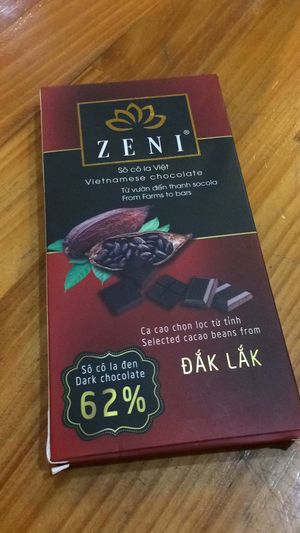 ZENI®
Sô cô la Việt
Vietnamese chocolate
Từ vườn đến thanh socola
From Farms to bars
Ca cao chọn lọc từ tỉnh
Selected cacao beans from
ĐẮK LẮK
Sô cô la đen
Dark chocolate
62%